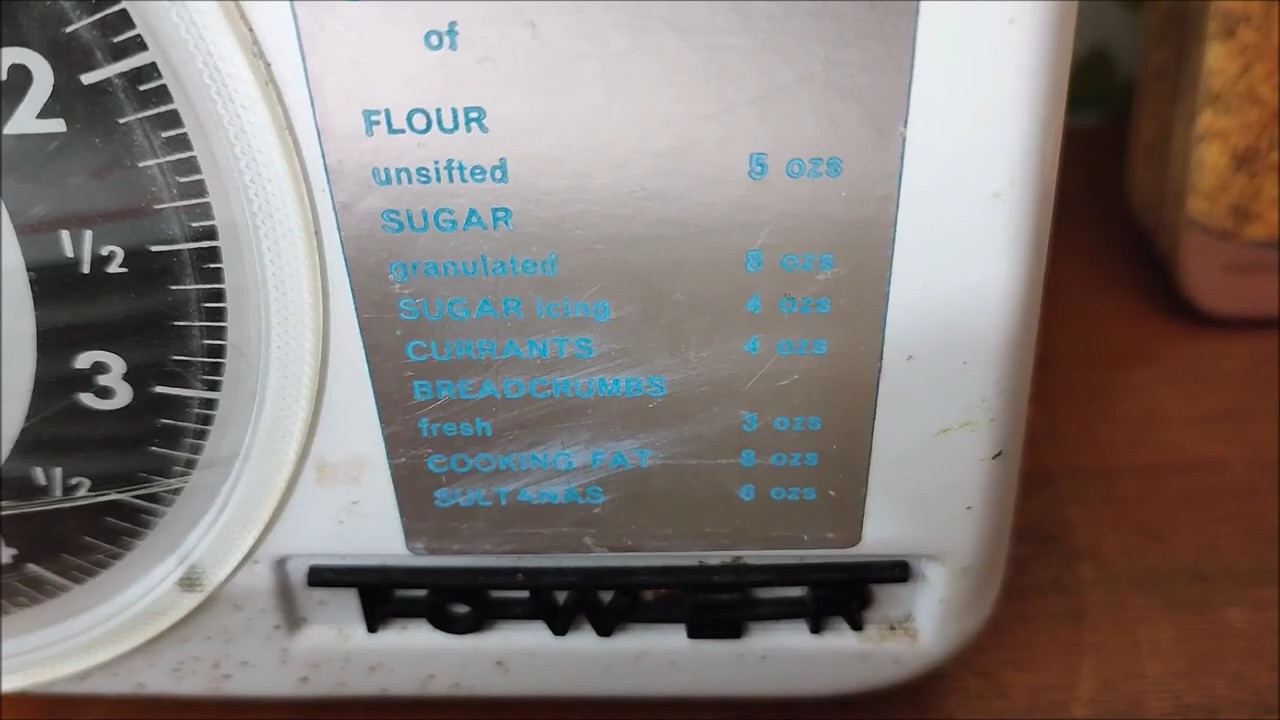 of
FLOUR
unsifted 5 ozs
SUGAR
granulated 8 ozs
SUGAR icing 4 ozs
CURRANTS 4 ozs
BREADCRUMBS
fresh 3 ozs
COOKING FAT 8 ozs
SULTANAS 6 ozs
TOWER
2
1/2
3
1/2